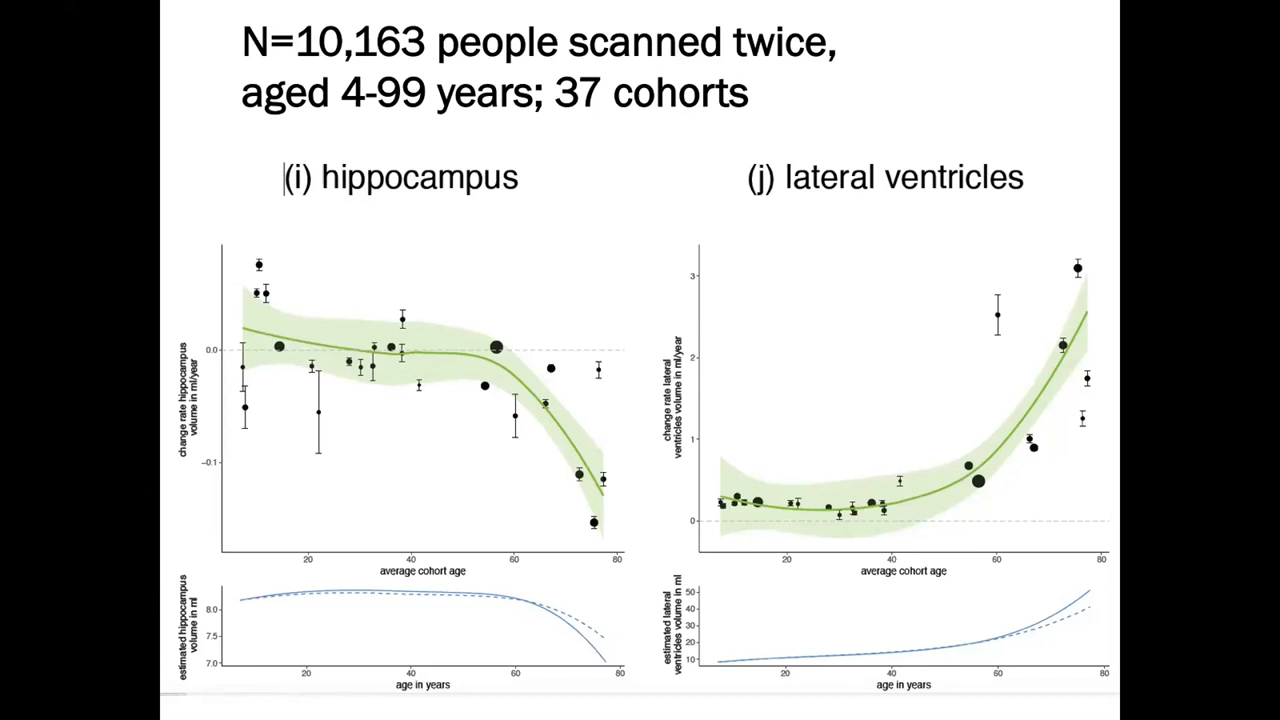 N=10,163 people scanned twice,
aged 4-99 years; 37 cohorts
(i) hippocampus
change rate hippocampus
volume in ml/year
0.0
−0.1
20
40
60
80
average cohort age
estimated hippocampus
volume in ml
8.0
7.5
7.0
20
40
60
80
age in years
(j) lateral ventricles
change rate lateral
ventricles volume in ml/year
3
2
1
0
20
40
60
80
average cohort age
estimated lateral
ventricles volume in ml
50
40
30
20
10
20
40
60
80
age in years